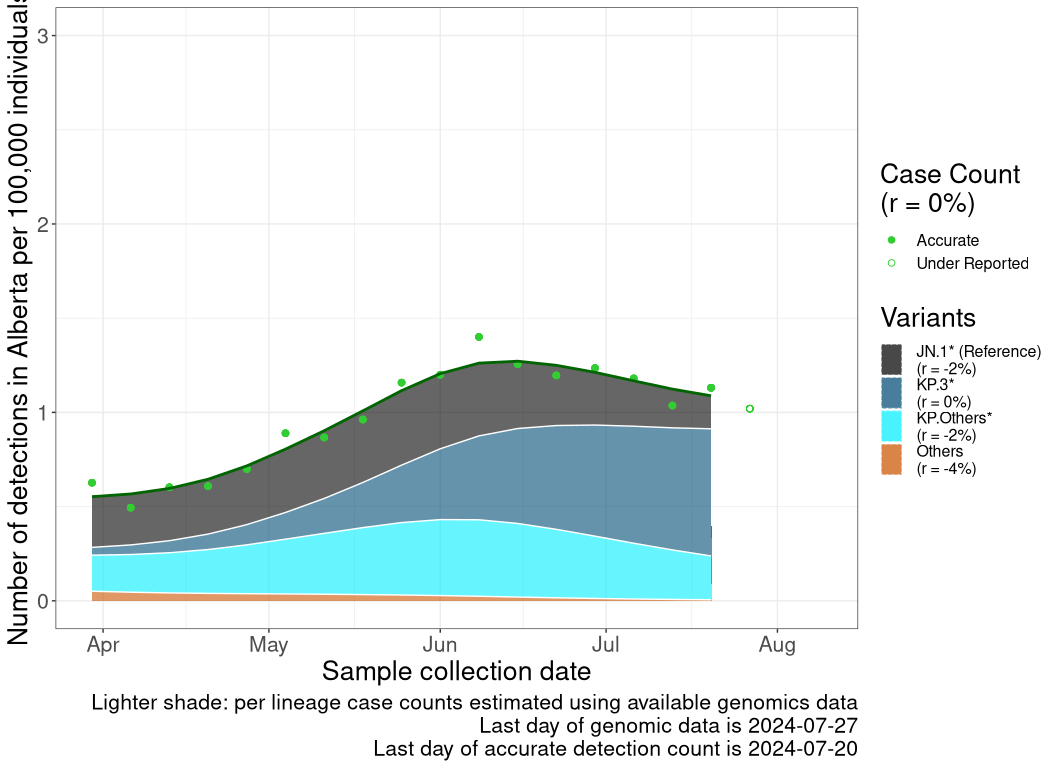 Number of detections in Alberta per 100,000 individuals
3
2
1
0
Apr
May
Jun
Jul
Aug
Sample collection date
Lighter shade: per lineage case counts estimated using available genomics data
Last day of genomic data is 2024-07-27
Last day of accurate detection count is 2024-07-20
Case Count
(r = 0%)
Accurate
Under Reported
Variants
JN.1* (Reference)
(r = -2%)
KP.3*
(r = 0%)
KP.Others*
(r = -2%)
Others
(r = -4%)